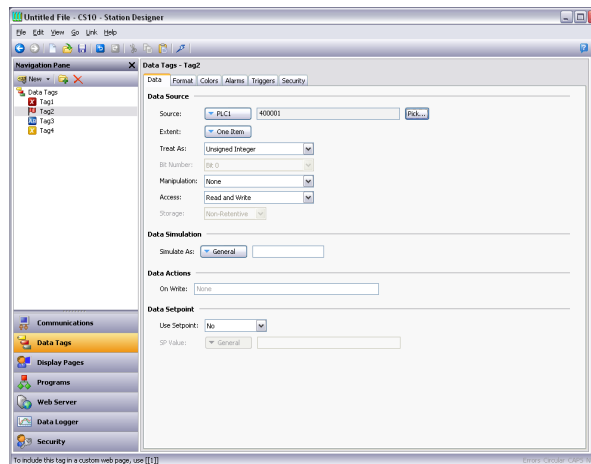 Untitled File - CS10 - Station Designer
File Edit View Go Link Help
Navigation Pane
New
Data Tags
Tag1
Tag2
Tag3
Tag4
Communications
Data Tags
Display Pages
Programs
Web Server
Data Logger
Security
Data Tags - Tag2
Data Format Colors Alarms Triggers Security
Data Source
Source: PLC1 400001 Pick...
Extent: One Item
Treat As: Unsigned Integer
Bit Number: Bit 0
Manipulation: None
Access: Read and Write
Storage: Non-Retentive
Data Simulation
Simulate As: General
Data Actions
On Write: None
Data Setpoint
Use Setpoint: No
SP Value: General
To include this tag in a custom web page, use [[1]]
Errors Circular CAPS